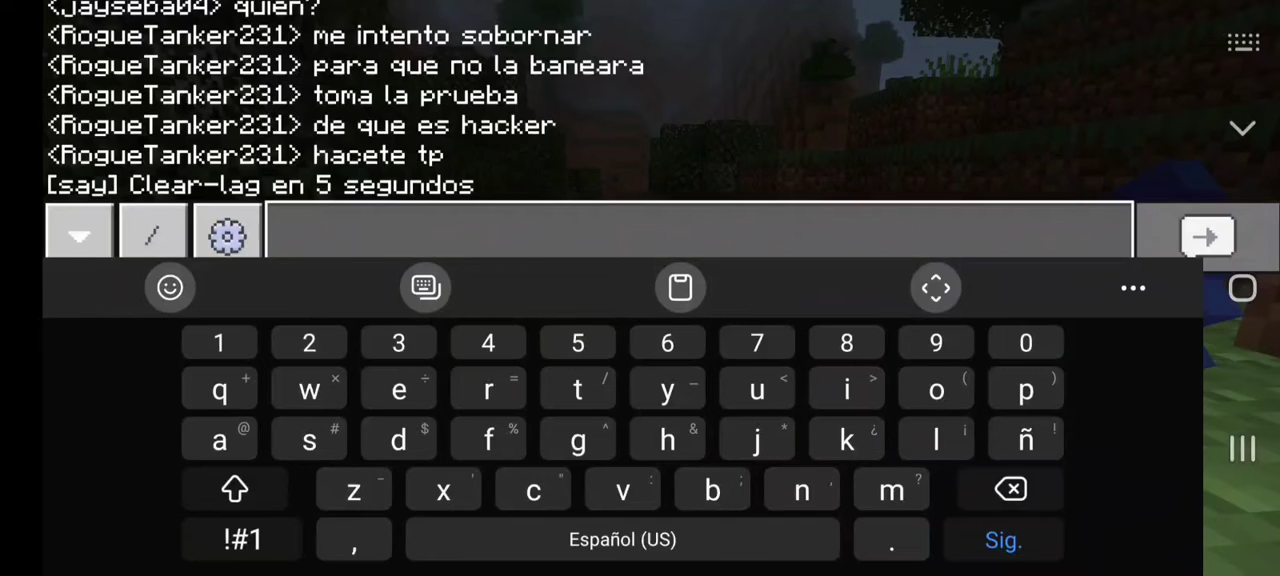 <jayseba04> quien?
<RogueTanker231> me intento sobornar
<RogueTanker231> para que no la baneara
<RogueTanker231> toma la prueba
<RogueTanker231> de que es hacker
<RogueTanker231> hacete tp
[say] Clear-lag en 5 segundos
/
1 2 3 4 5 6 7 8 9 0
q + w × e ÷ r = t / y _ u < i > o ( p )
a @ s # d $ f % g ^ h & j * k ¿ l ¡ ñ !
z - x ' c " v : b ; n , m ?
!#1 , Español (US) . Sig.